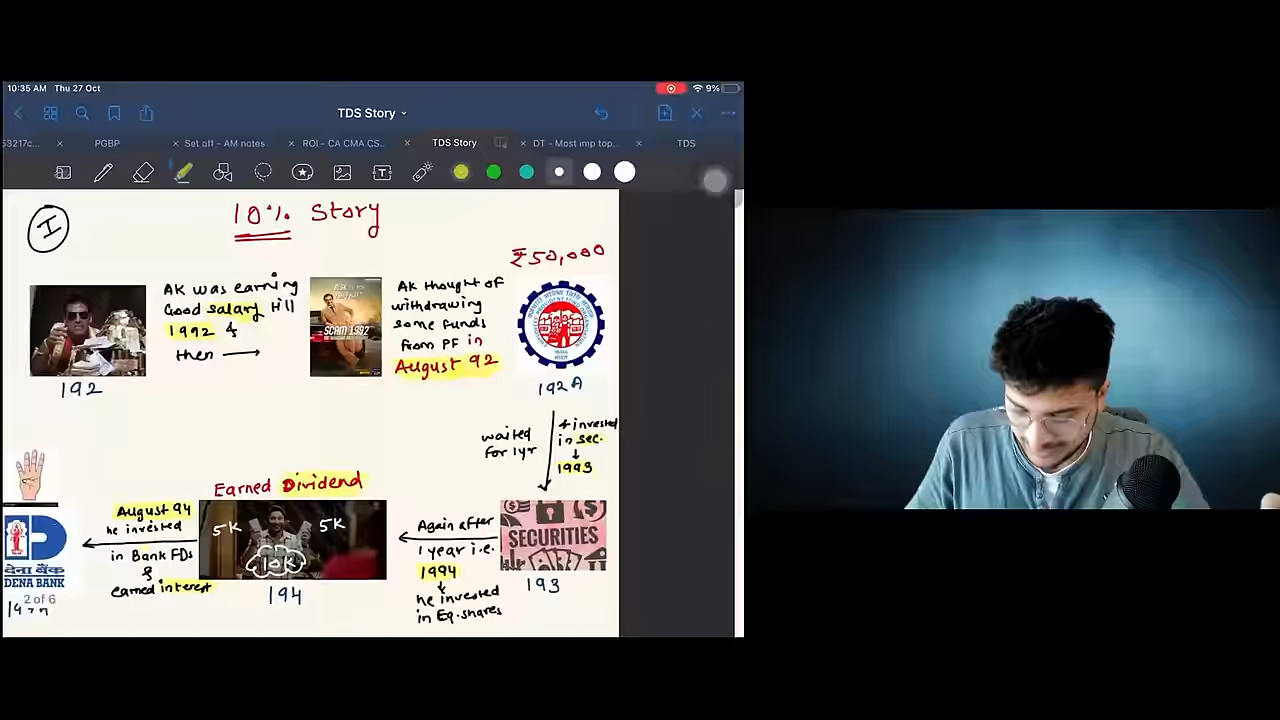 10:35 AM Thu 27 Oct
9%
TDS Story
53217c...
PGBP
Set off - AM notes
ROI - CA CMA CS...
TDS Story
DT - Most imp top...
TDS
I
10% Story
₹50,000
AK was earning
Good salary till
1992 &
then
192
SCAM 1992
AK thought of
withdrawing
some funds
from PF in
August 92
192A
waited
for 1yr
+ invested
in sec.
1993
SECURITIES
193
Again after
1 year i.e.
1994
he invested
in Eq. shares
Earned Dividend
5K
5K
10K
194
August 94
he invested
in Bank FDs
&
earned interest
देना बैंक
DENA BANK
2 of 6